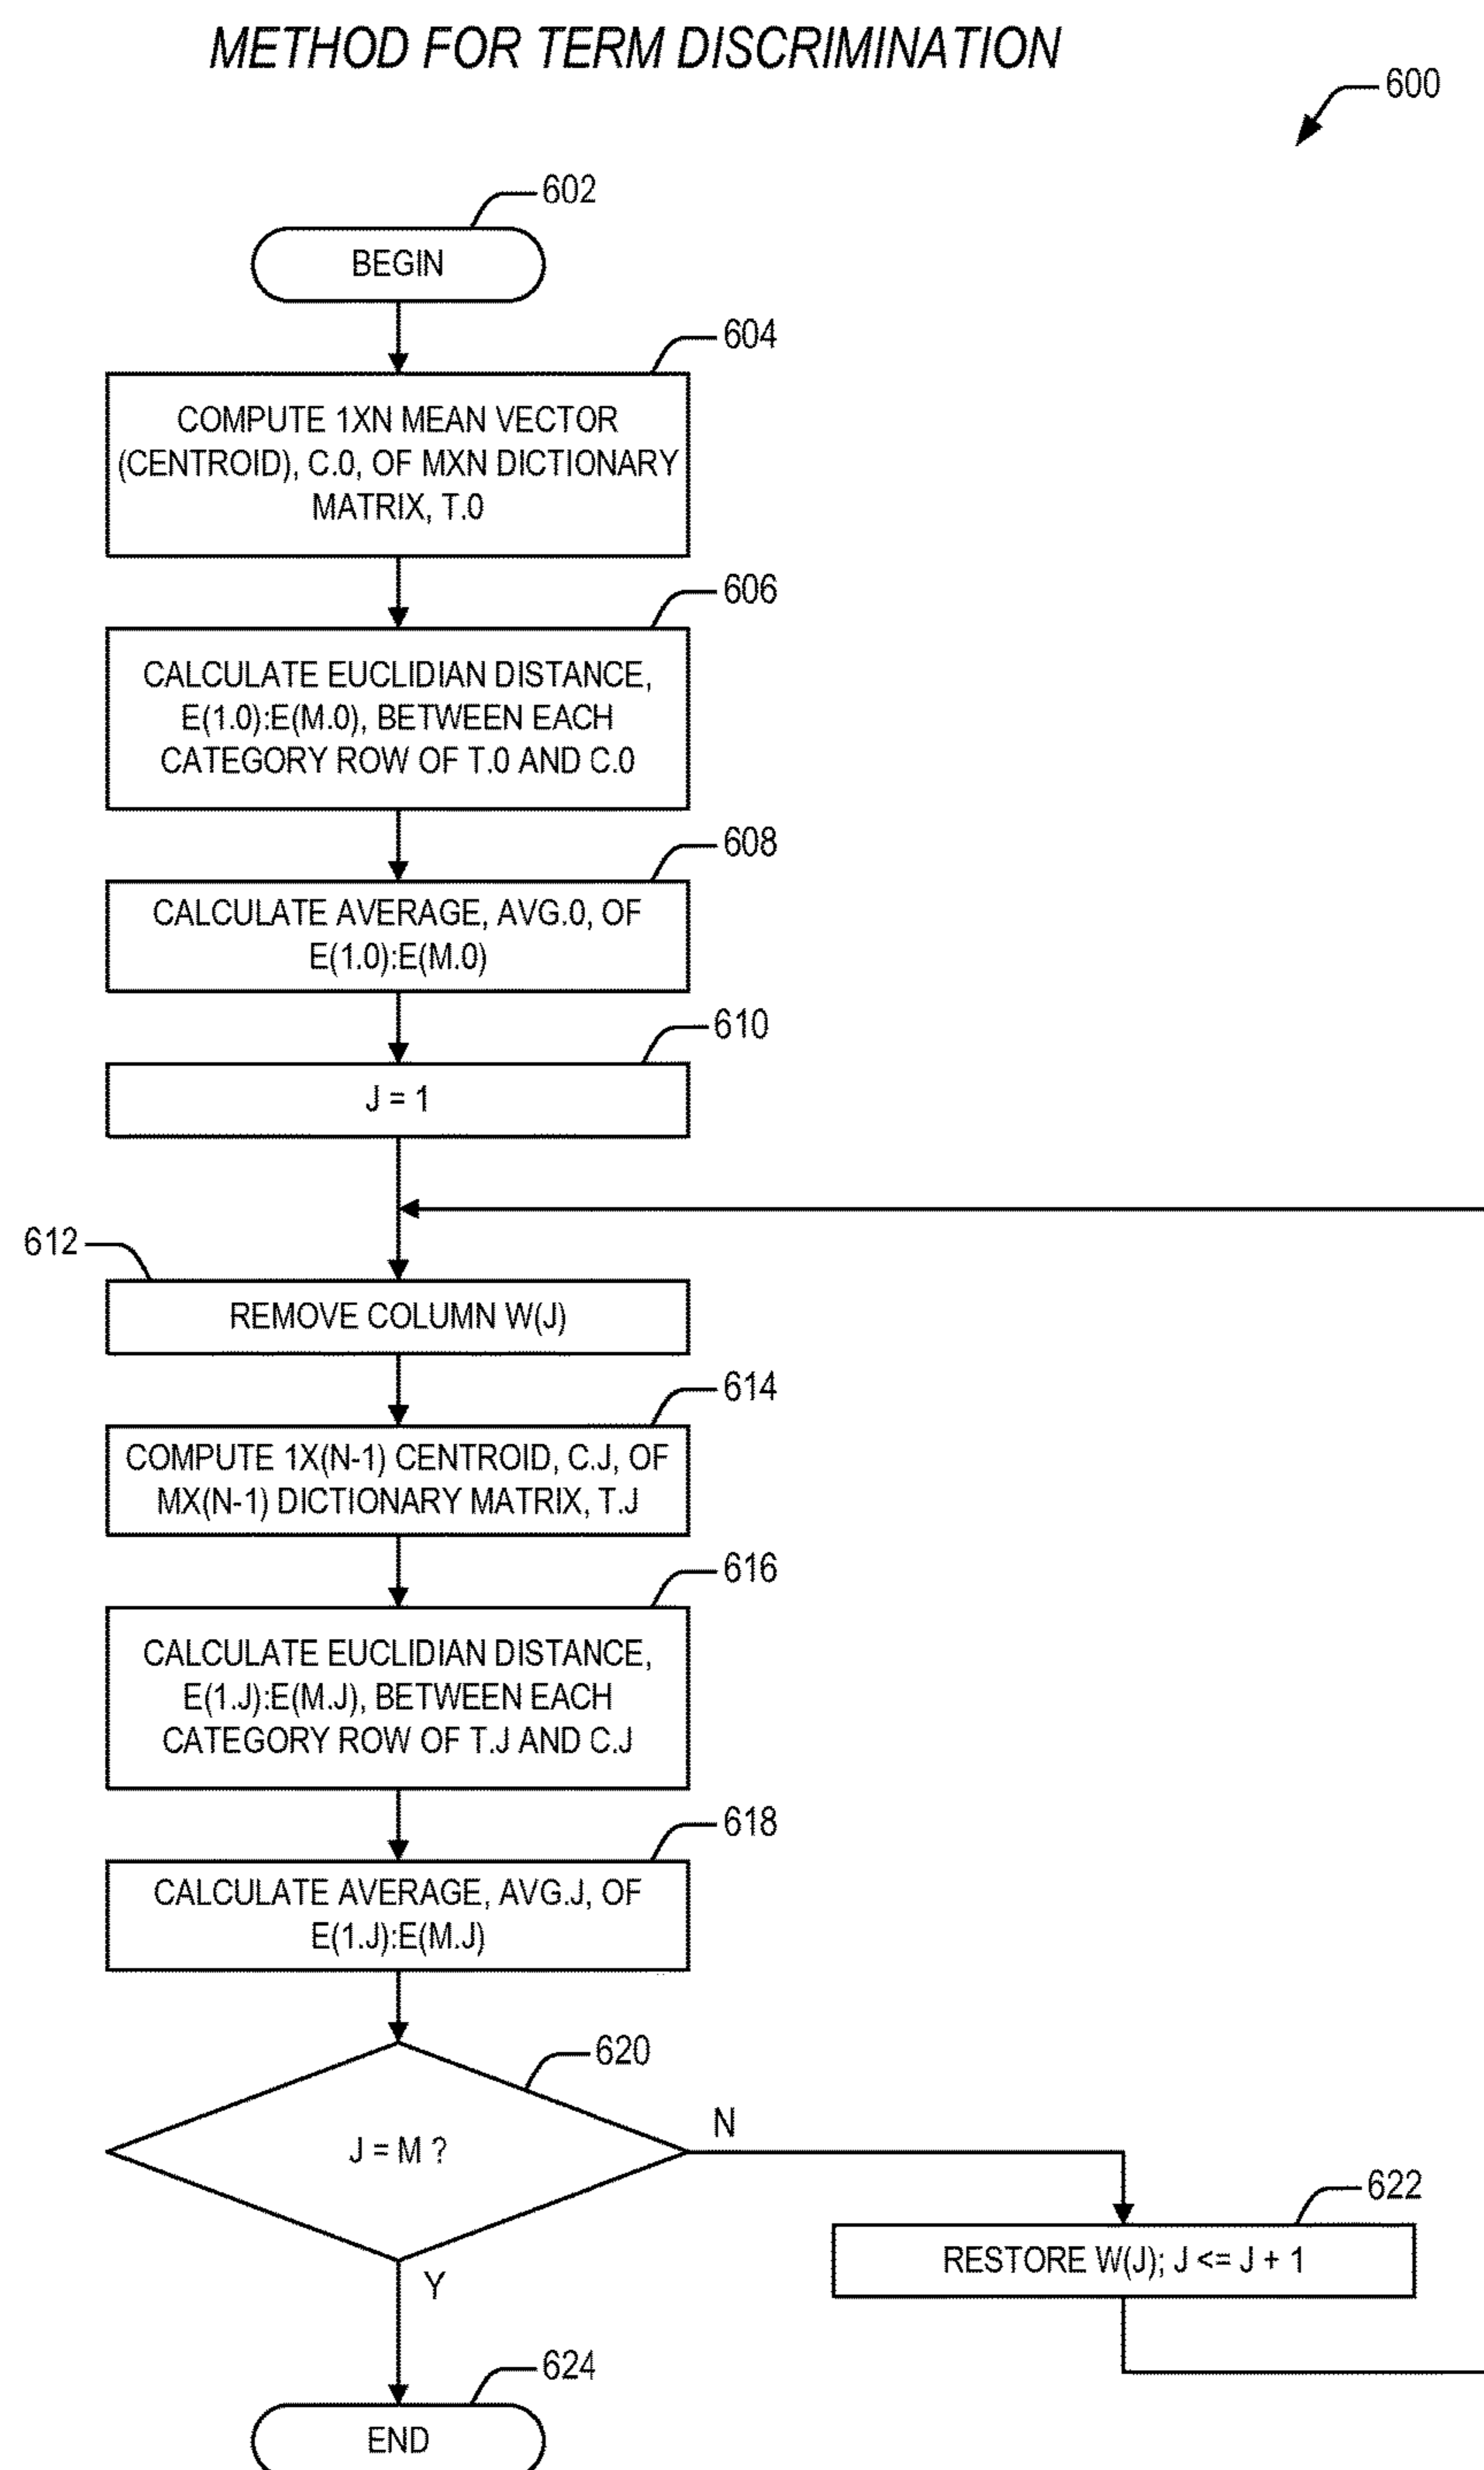 METHOD FOR TERM DISCRIMINATION
600
602
BEGIN
604
COMPUTE 1XN MEAN VECTOR
(CENTROID), C.0, OF MXN DICTIONARY
MATRIX, T.0
606
CALCULATE EUCLIDIAN DISTANCE,
E(1.0):E(M.0), BETWEEN EACH
CATEGORY ROW OF T.0 AND C.0
608
CALCULATE AVERAGE, AVG.0, OF
E(1.0):E(M.0)
610
J = 1
612
REMOVE COLUMN W(J)
614
COMPUTE 1X(N-1) CENTROID, C.J, OF
MX(N-1) DICTIONARY MATRIX, T.J
616
CALCULATE EUCLIDIAN DISTANCE,
E(1.J):E(M.J), BETWEEN EACH
CATEGORY ROW OF T.J AND C.J
618
CALCULATE AVERAGE, AVG.J, OF
E(1.J):E(M.J)
620
J = M ?
N
622
RESTORE W(J); J <= J + 1
Y
624
END